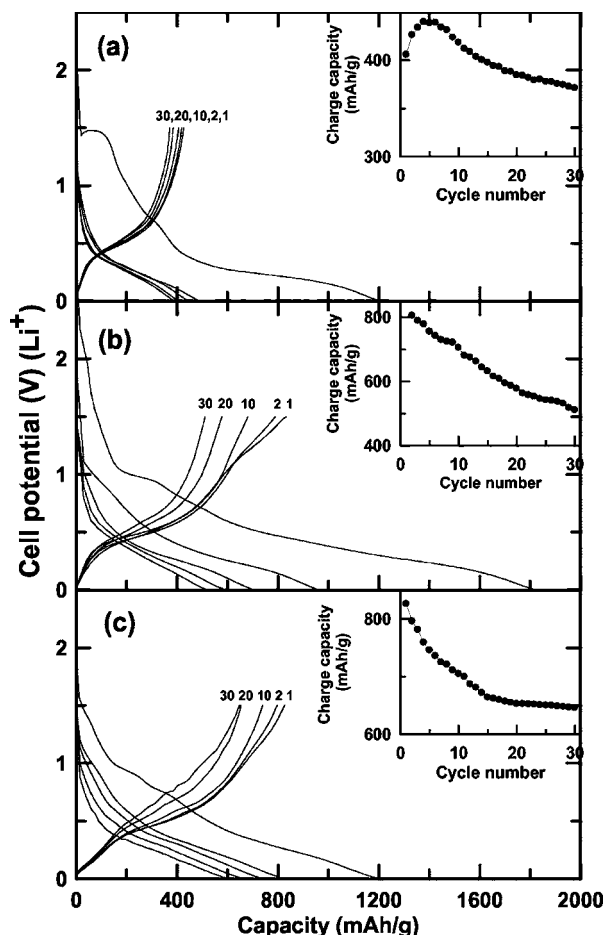 (a)
2
1
0
30,20,10,2,1
Charge capacity
(mAh/g)
400
300
0 10 20 30
Cycle number
(b)
2
1
0
30 20 10 2 1
Charge capacity
(mAh/g)
800
600
400
0 10 20 30
Cycle number
(c)
2
1
0
30 20 10 2 1
Charge capacity
(mAh/g)
800
600
0 10 20 30
Cycle number
Cell potential (V) (Li+)
0 400 800 1200 1600 2000
Capacity (mAh/g)